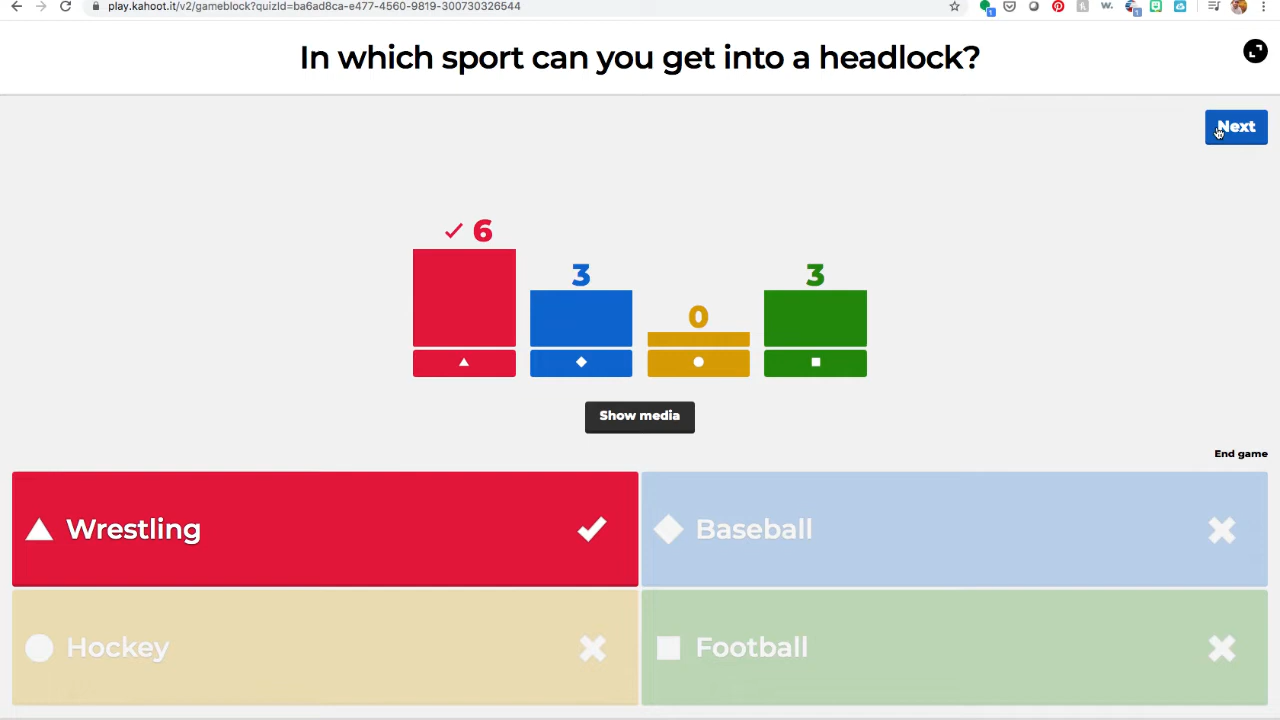 play.kahoot.it/v2/gameblock?quizId=ba6ad8ca-e477-4560-9819-300730326544
In which sport can you get into a headlock?
Next
6
3
0
3
Show media
End game
Wrestling
Baseball
Hockey
Football